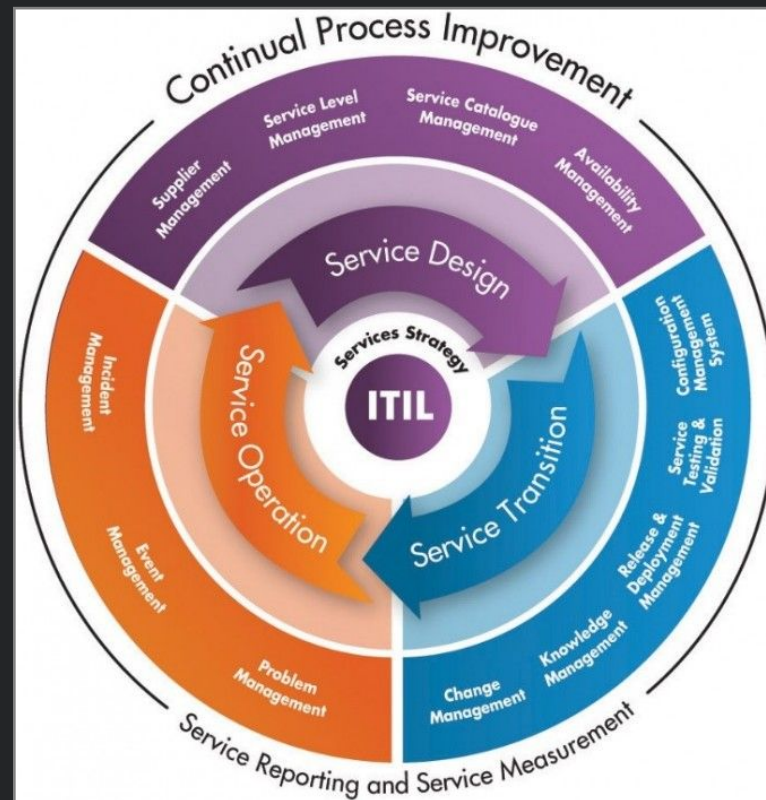 Continual Process Improvement
Supplier
Management
Service Level
Management
Service Catalogue
Management
Availability
Management
Service Design
Services Strategy
ITIL
Service Operation
Service Transition
Configuration
Management
System
Service
Testing &
Validation
Release &
Deployment
Management
Knowledge
Management
Change
Management
Incident
Management
Event
Management
Problem
Management
Service Reporting and Service Measurement